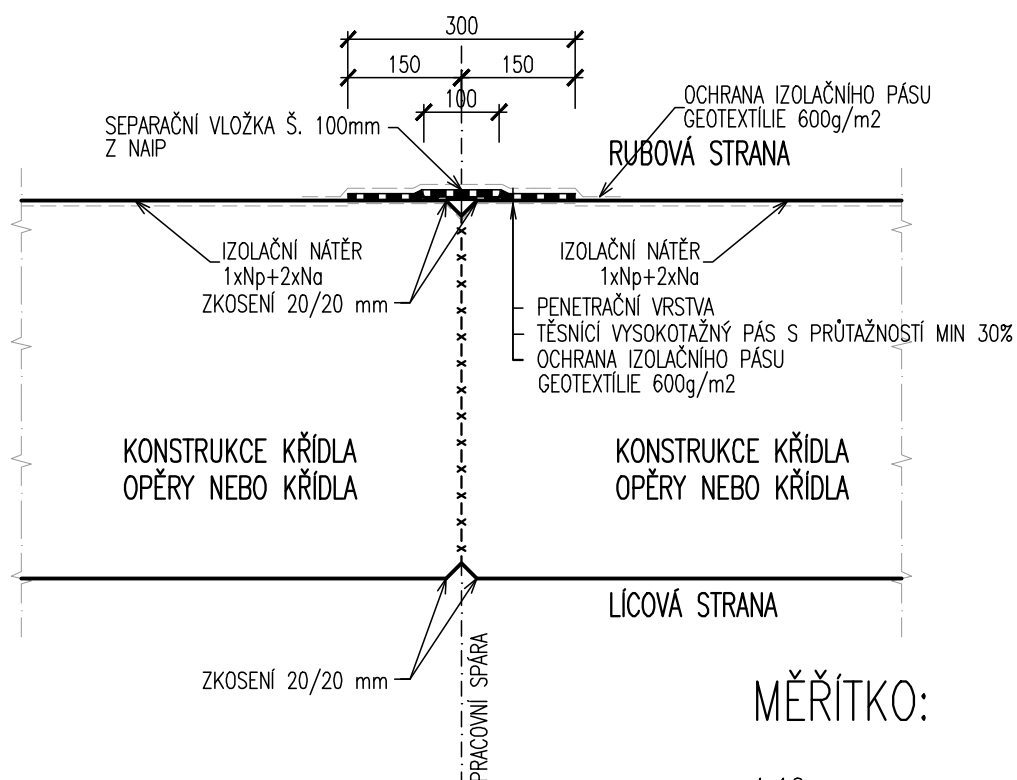 300
150
150
100
OCHRANA IZOLAČNÍHO PÁSU
GEOTEXTÍLIE 600g/m2
SEPARAČNÍ VLOŽKA Š. 100mm
Z NAIP
RUBOVÁ STRANA
IZOLAČNÍ NÁTĚR
1xNp+2xNa
ZKOSENÍ 20/20 mm
IZOLAČNÍ NÁTĚR
1xNp+2xNa
PENETRAČNÍ VRSTVA
TĚSNÍCÍ VYSOKOTAŽNÝ PÁS S PRŮTAŽNOSTÍ MIN 30%
OCHRANA IZOLAČNÍHO PÁSU
GEOTEXTÍLIE 600g/m2
KONSTRUKCE KŘÍDLA
OPĚRY NEBO KŘÍDLA
KONSTRUKCE KŘÍDLA
OPĚRY NEBO KŘÍDLA
LÍCOVÁ STRANA
ZKOSENÍ 20/20 mm
PRACOVNÍ SPÁRA
MĚŘÍTKO: